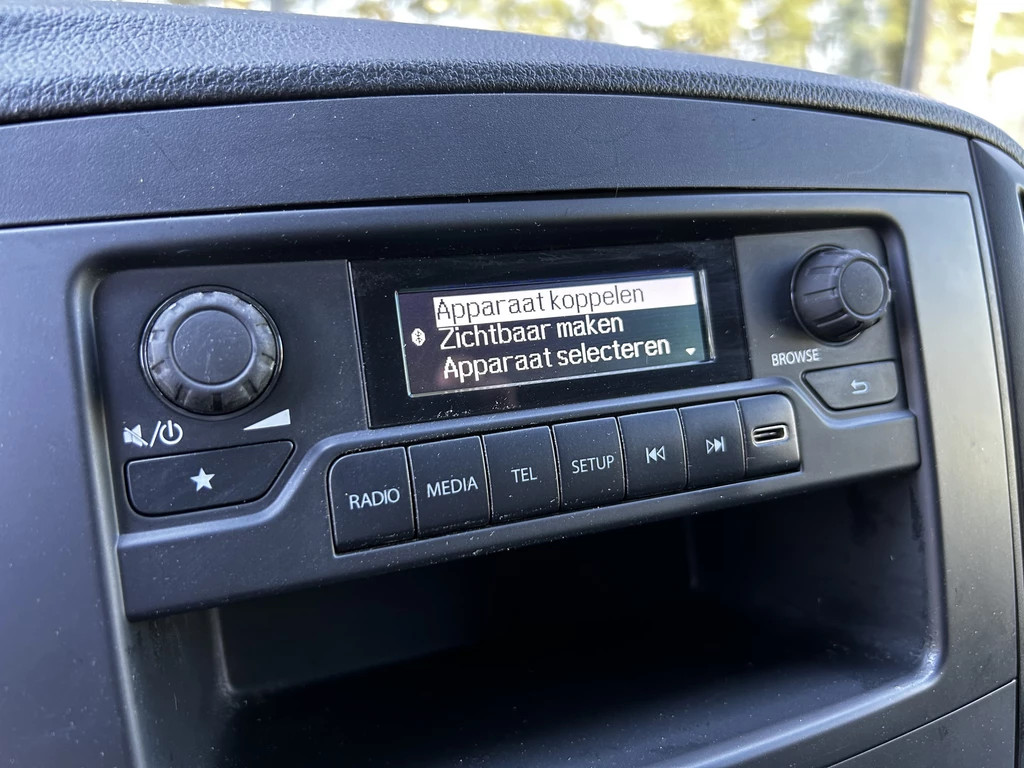 Apparaat koppelen
Zichtbaar maken
Apparaat selecteren
BROWSE
RADIO
MEDIA
TEL
SETUP